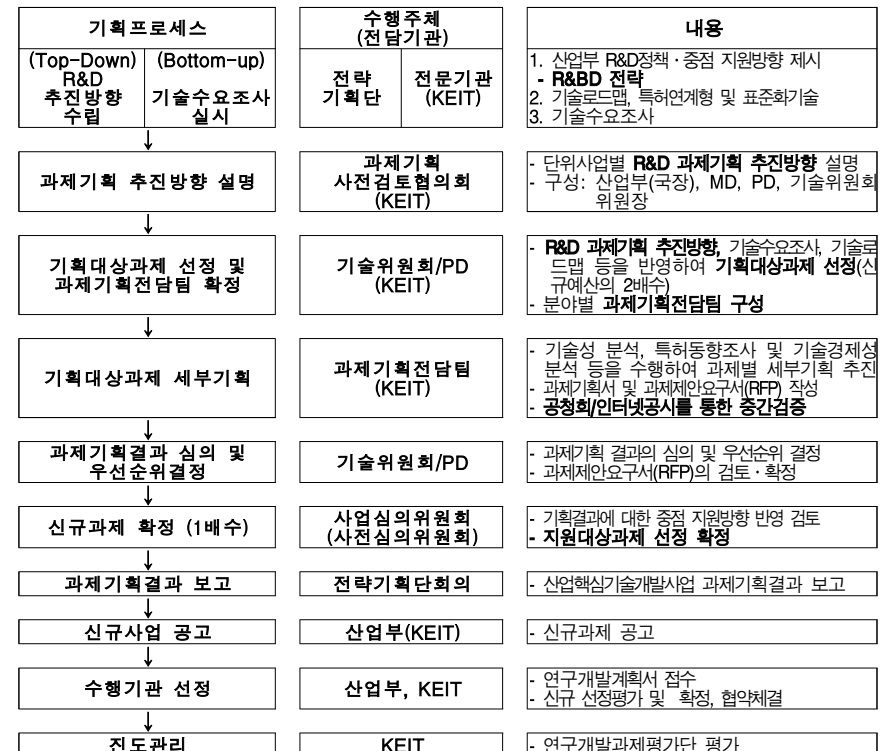 기획프로세스
수행주체
(전담기관)
내용
(Top-Down)
R&D
추진방향
수립
(Bottom-up)
기술수요조사
실시
전략
기획단
전문기관
(KEIT)
1. 산업부 R&D정책·중점 지원방향 제시
- R&BD 전략
2. 기술로드맵, 특허연계형 및 표준화기술
3. 기술수요조사
과제기획 추진방향 설명
과제기획
사전검토협의회
(KEIT)
- 단위사업별 R&D 과제기획 추진방향 설명
- 구성: 산업부(국장), MD, PD, 기술위원회
위원장
기획대상과제 선정 및
과제기획전담팀 확정
기술위원회/PD
(KEIT)
- R&D 과제기획 추진방향, 기술수요조사, 기술로
드맵 등을 반영하여 기획대상과제 선정(신
규예산의 2배수)
- 분야별 과제기획전담팀 구성
기획대상과제 세부기획
과제기획전담팀
(KEIT)
- 기술성 분석, 특허동향조사 및 기술경제성
분석 등을 수행하여 과제별 세부기획 추진
- 과제기획서 및 과제제안요구서(RFP) 작성
- 공청회/인터넷공시를 통한 중간검증
과제기획결과 심의 및
우선순위결정
기술위원회/PD
- 과제기획 결과의 심의 및 우선순위 결정
- 과제제안요구서(RFP)의 검토·확정
신규과제 확정 (1배수)
사업심의위원회
(사전심의위원회)
- 기획결과에 대한 중점 지원방향 반영 검토
- 지원대상과제 선정 확정
과제기획결과 보고
전략기획단회의
- 산업핵심기술개발사업 과제기획결과 보고
신규사업 공고
산업부(KEIT)
- 신규과제 공고
수행기관 선정
산업부, KEIT
- 연구개발계획서 접수
- 신규 선정평가 및 확정, 협약체결
진도관리
KEIT
- 연구개발과제평가단 평가